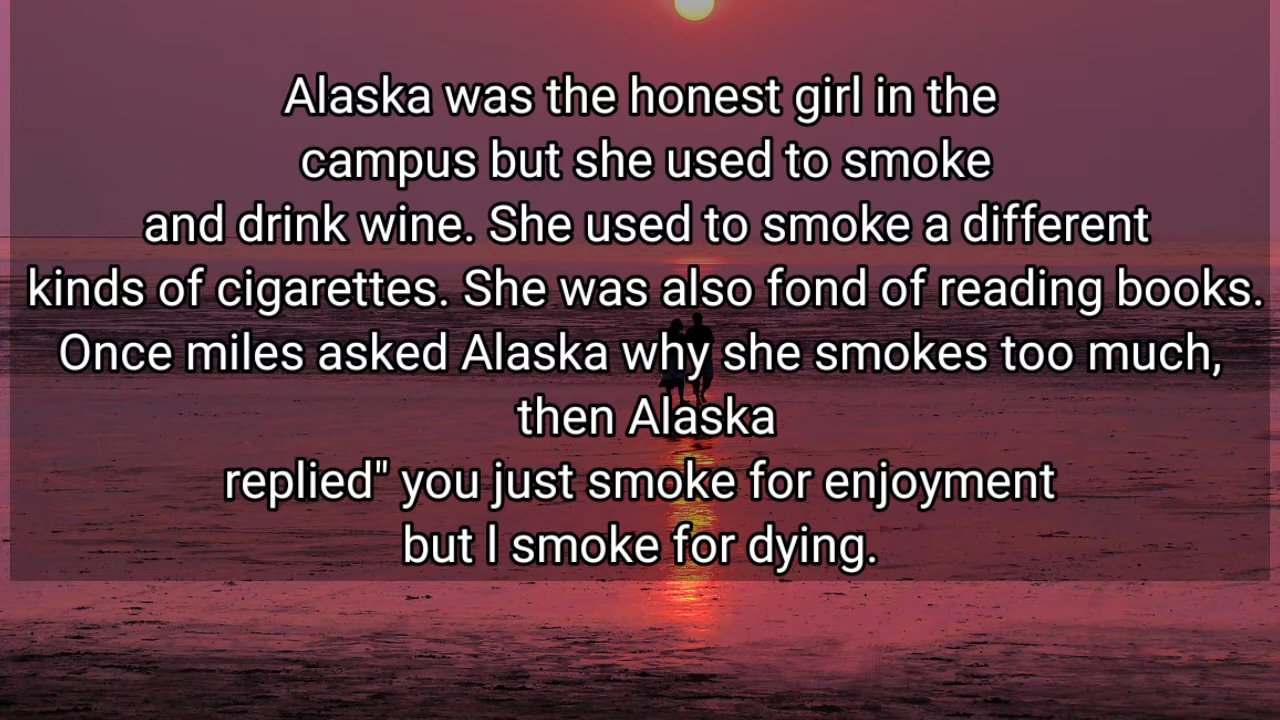 Alaska was the honest girl in the
campus but she used to smoke
and drink wine. She used to smoke a different
kinds of cigarettes. She was also fond of reading books.
Once miles asked Alaska why she smokes too much,
then Alaska
replied" you just smoke for enjoyment
but I smoke for dying.